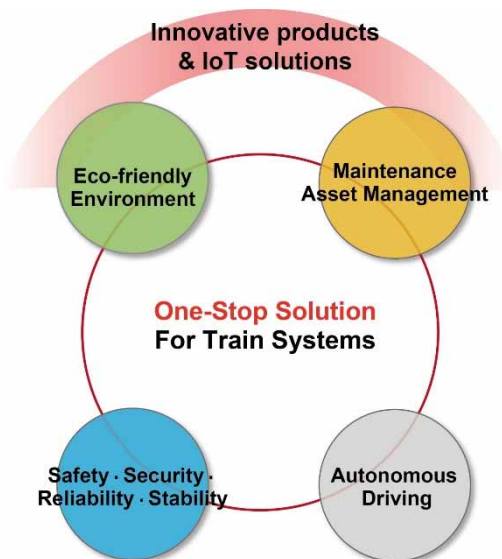 Innovative products
& IoT solutions
Eco-friendly
Environment
Maintenance
Asset Management
One-Stop Solution
For Train Systems
Safety · Security ·
Reliability · Stability
Autonomous
Driving